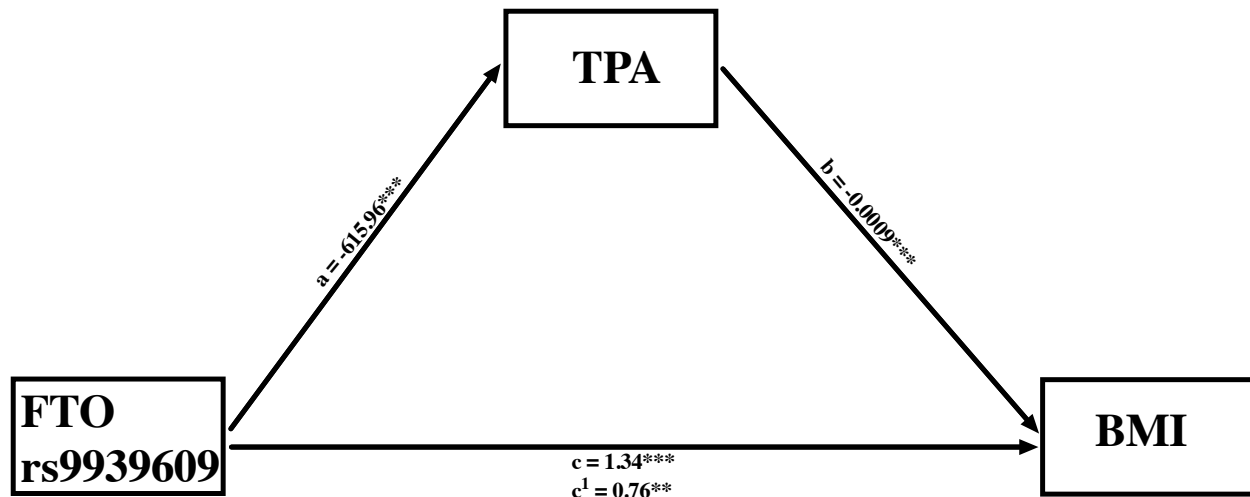 TPA
a = -615.96***
b = -0.0009***
FTO
rs9939609
BMI
c = 1.34***
c¹ = 0.76**